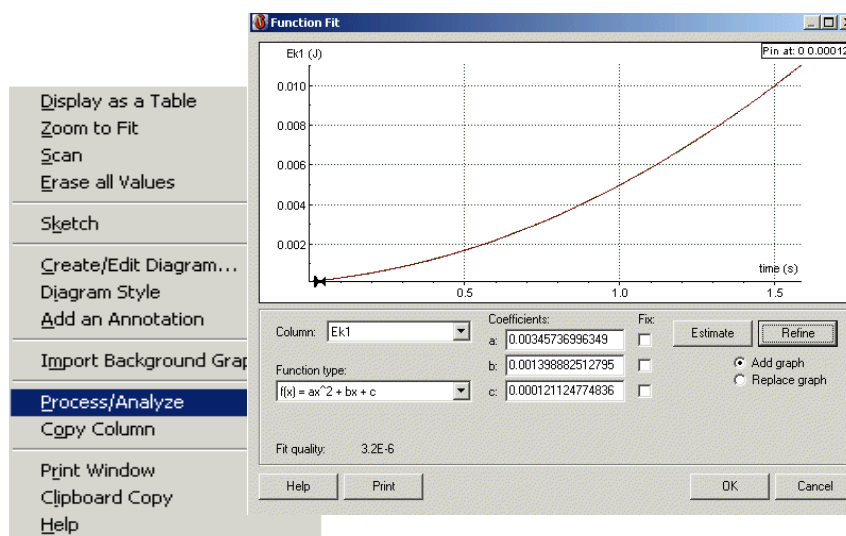 Display as a Table
Zoom to Fit
Scan
Erase all Values
Sketch
Create/Edit Diagram...
Diagram Style
Add an Annotation
Import Background Grap
Process/Analyze
Copy Column
Print Window
Clipboard Copy
Help
Function Fit
Ek1 (J)
Pin at: 0 0.00012
0.010
0.008
0.006
0.004
0.002
time (s)
0.5 1.0 1.5
Column: Ek1
Function type:
f(x) = ax^2 + bx + c
Coefficients: Fix:
a: 0.00345736996349
b: 0.001398882512795
c: 0.000121124774836
Estimate Refine
Add graph
Replace graph
Fit quality: 3.2E-6
Help Print OK Cancel